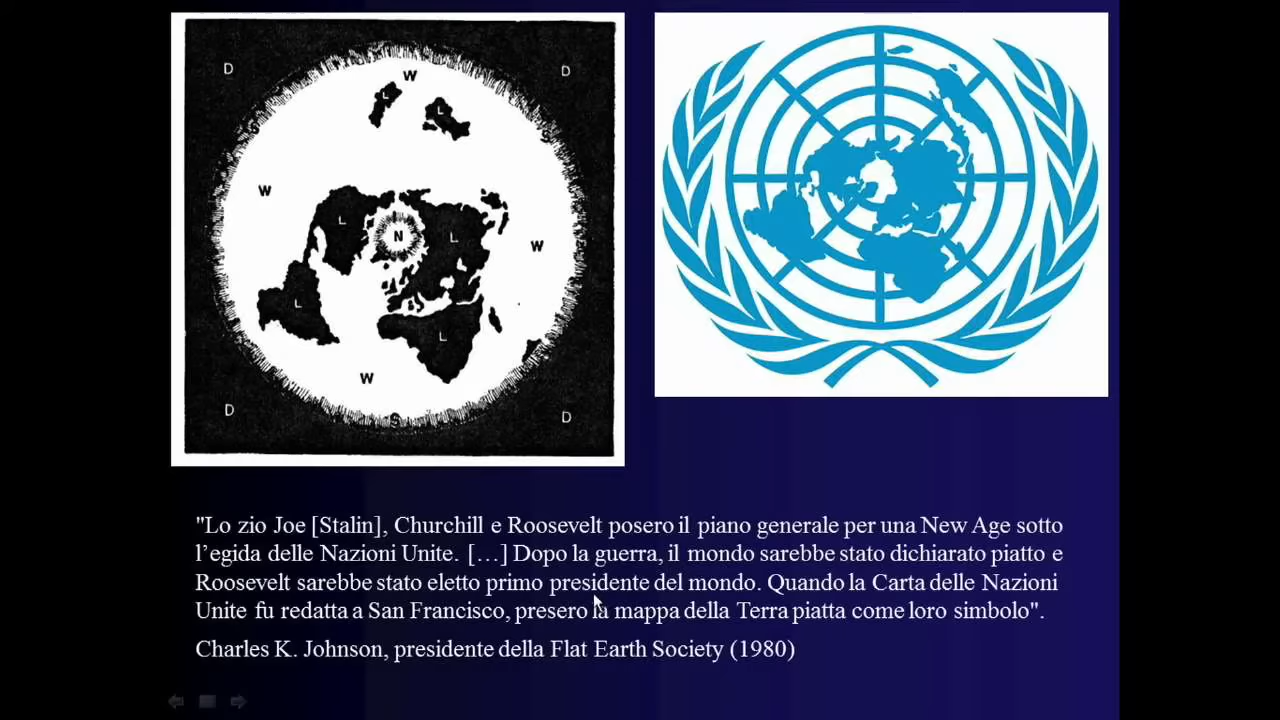 D
W
D
L
L
W
L
N
L
W
L
L
W
D
S
D
"Lo zio Joe [Stalin], Churchill e Roosevelt posero il piano generale per una New Age sotto
l’egida delle Nazioni Unite. […] Dopo la guerra, il mondo sarebbe stato dichiarato piatto e
Roosevelt sarebbe stato eletto primo presidente del mondo. Quando la Carta delle Nazioni
Unite fu redatta a San Francisco, presero la mappa della Terra piatta come loro simbolo".
Charles K. Johnson, presidente della Flat Earth Society (1980)